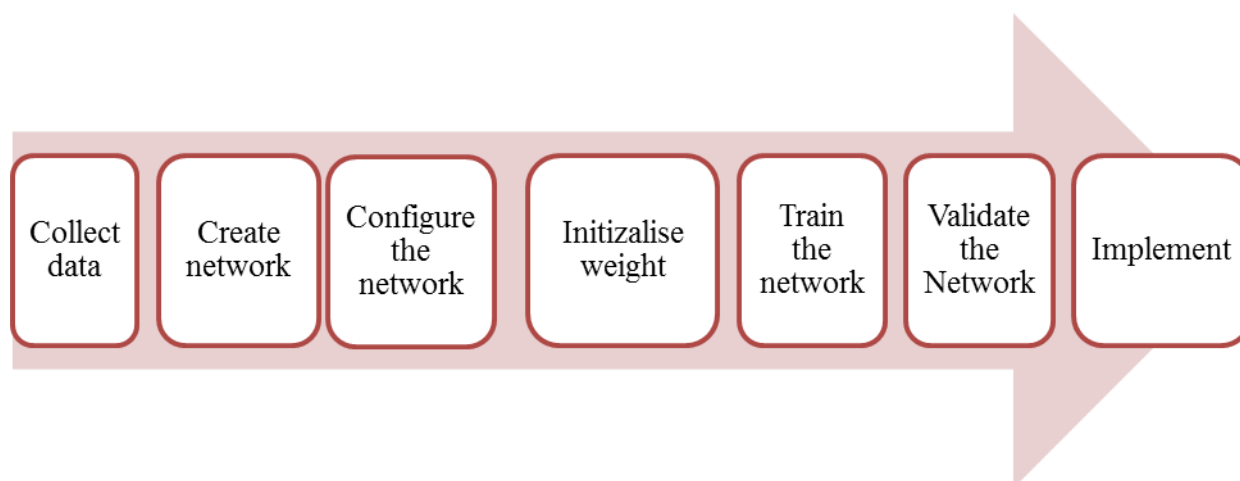 Collect
data
Create
network
Configure
the
network
Initizalise
weight
Train
the
network
Validate
the
Network
Implement